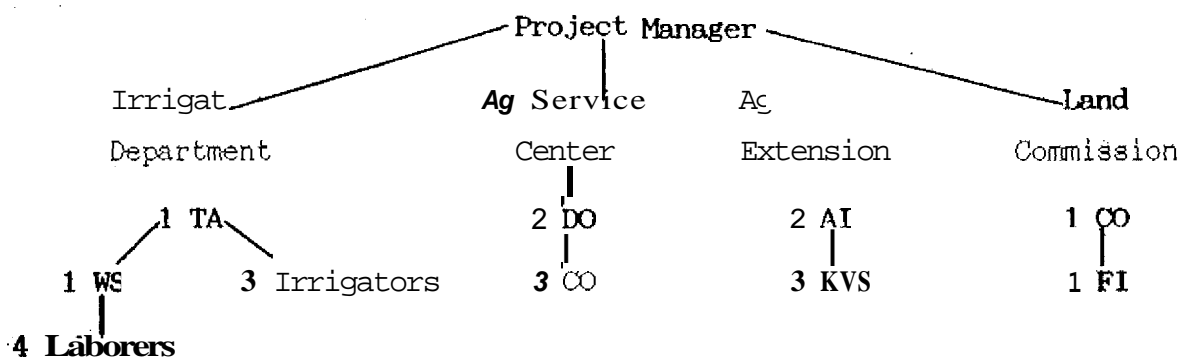 Project Manager
Irrigat Ag Service Ag Land
Department Center Extension Commission
1 TA 2 DO 2 AI 1 CO
1 WS 3 Irrigators 3 CO 3 KVS 1 FI
4 Laborers